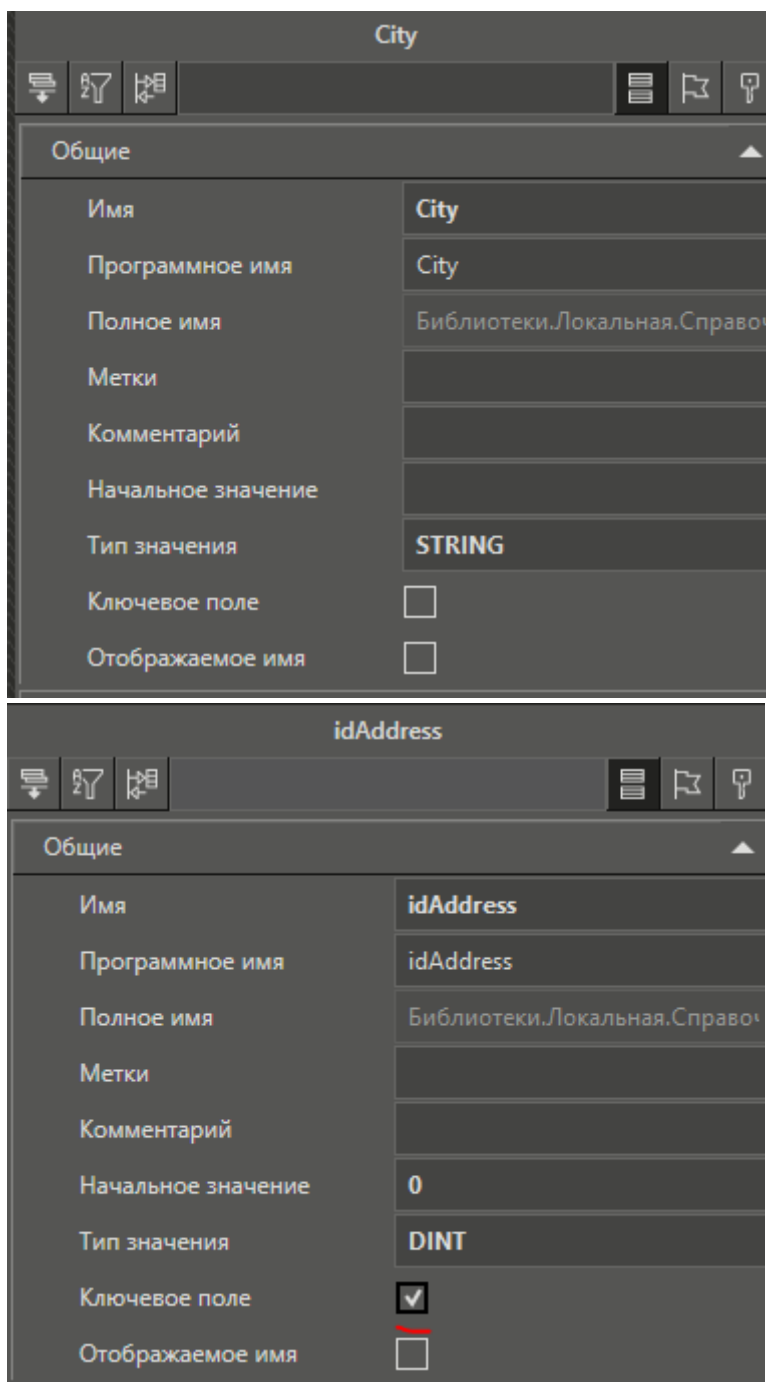 City
Общие
Имя City
Программное имя City
Полное имя Библиотеки.Локальная.Справоч
Метки
Комментарий
Начальное значение
Тип значения STRING
Ключевое поле
Отображаемое имя
idAddress
Общие
Имя idAddress
Программное имя idAddress
Полное имя Библиотеки.Локальная.Справоч
Метки
Комментарий
Начальное значение 0
Тип значения DINT
Ключевое поле
Отображаемое имя